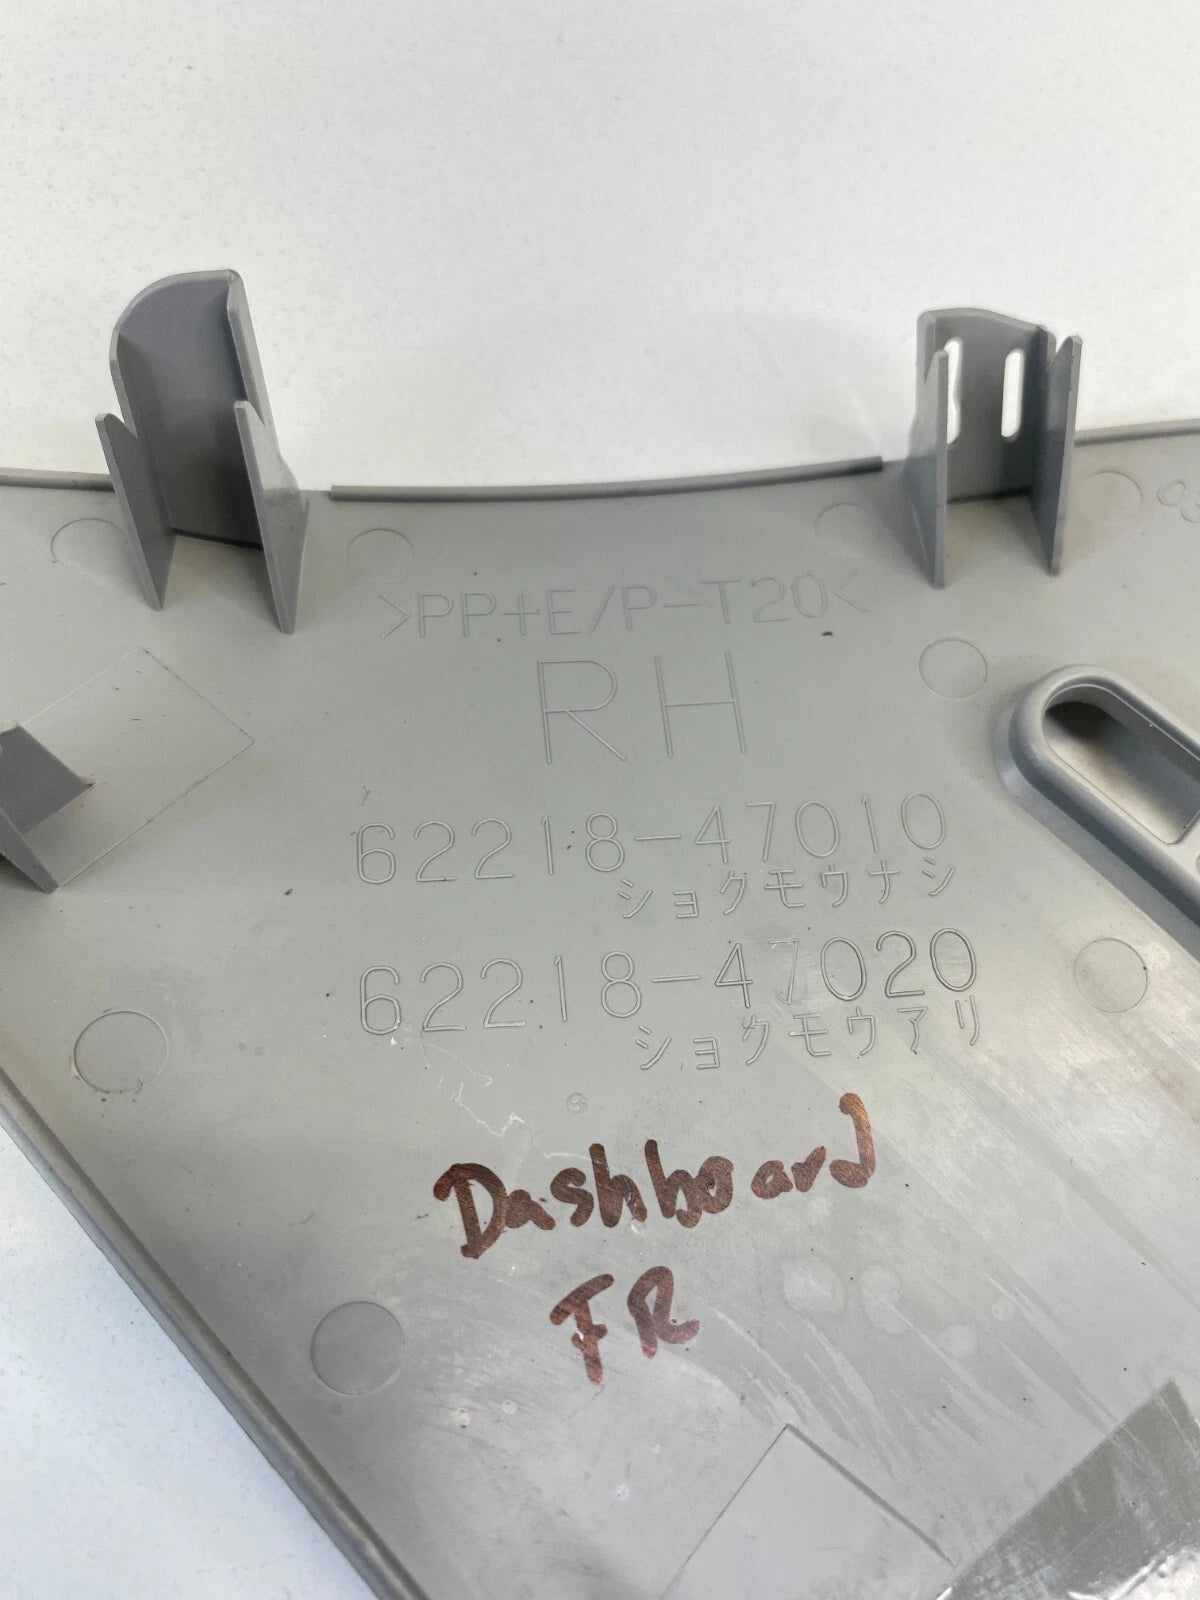 >PP+E/P-T20<
RH
62218-47010
ショクモウナシ
62218-47020
ショクモウアリ
Dashboard
FR